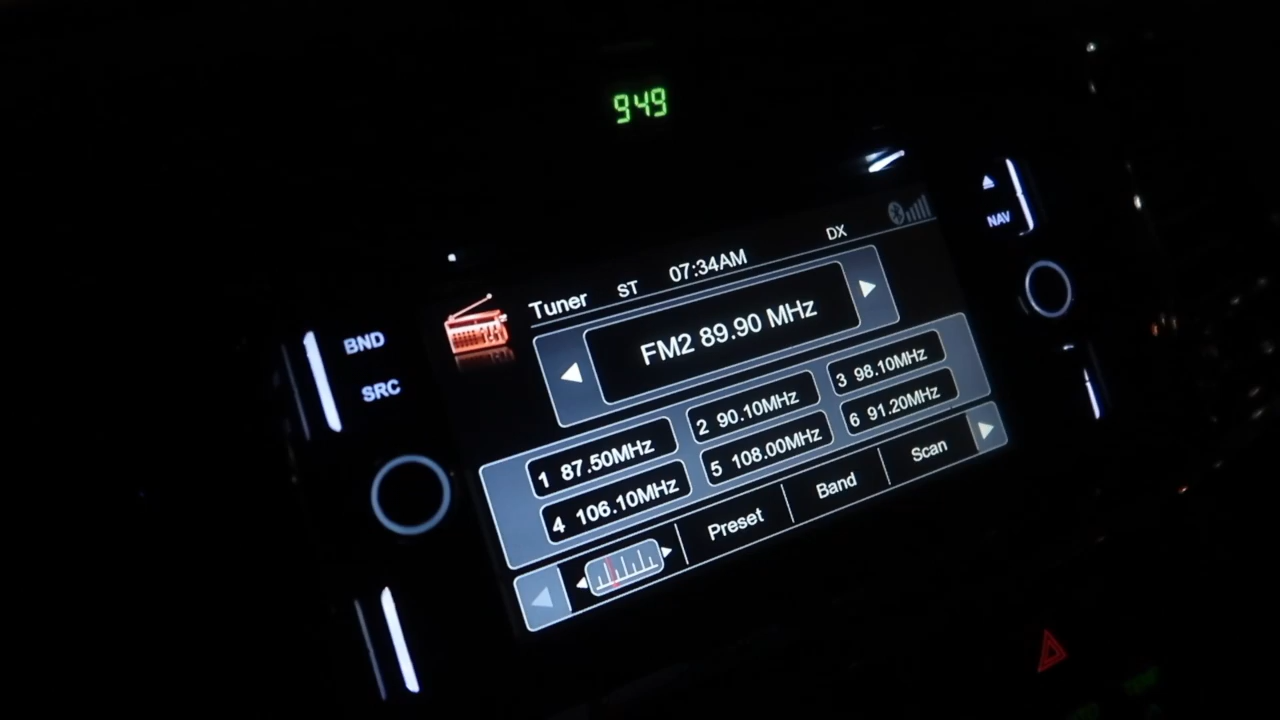 949
Tuner ST 07:34AM DX
FM2 89.90 MHz
1 87.50MHz 2 90.10MHz 3 98.10MHz
4 106.10MHz 5 108.00MHz 6 91.20MHz
Preset Band Scan
BND
SRC
NAV